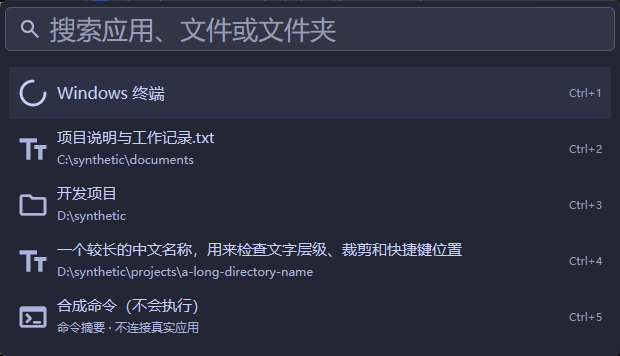 搜索应用、文件或文件夹
Windows 终端
Ctrl+1
项目说明与工作记录.txt
C:\synthetic\documents
Ctrl+2
开发项目
D:\synthetic
Ctrl+3
一个较长的中文名称，用来检查文字层级、裁剪和快捷键位置
D:\synthetic\projects\a-long-directory-name
Ctrl+4
合成命令（不会执行）
命令摘要 · 不连接真实应用
Ctrl+5